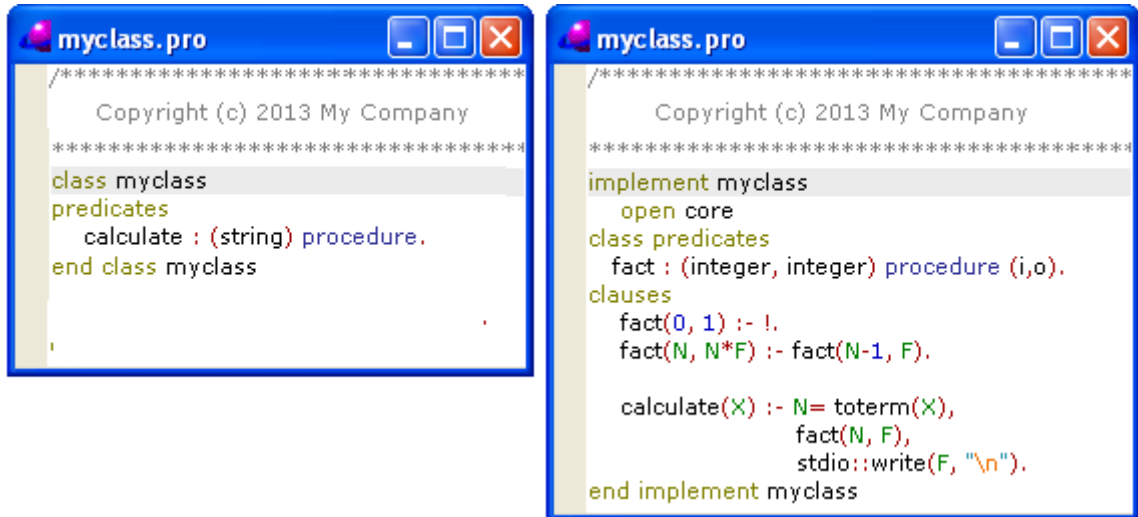 myclass.pro
/**********************************
Copyright (c) 2013 My Company
**********************************
class myclass
predicates
calculate : (string) procedure.
end class myclass
myclass.pro
/***************************************
Copyright (c) 2013 My Company
***************************************
implement myclass
open core
class predicates
fact : (integer, integer) procedure (i,o).
clauses
fact(0, 1) :- !.
fact(N, N*F) :- fact(N-1, F).
calculate(X) :- N= toterm(X),
fact(N, F),
stdio::write(F, "\n").
end implement myclass